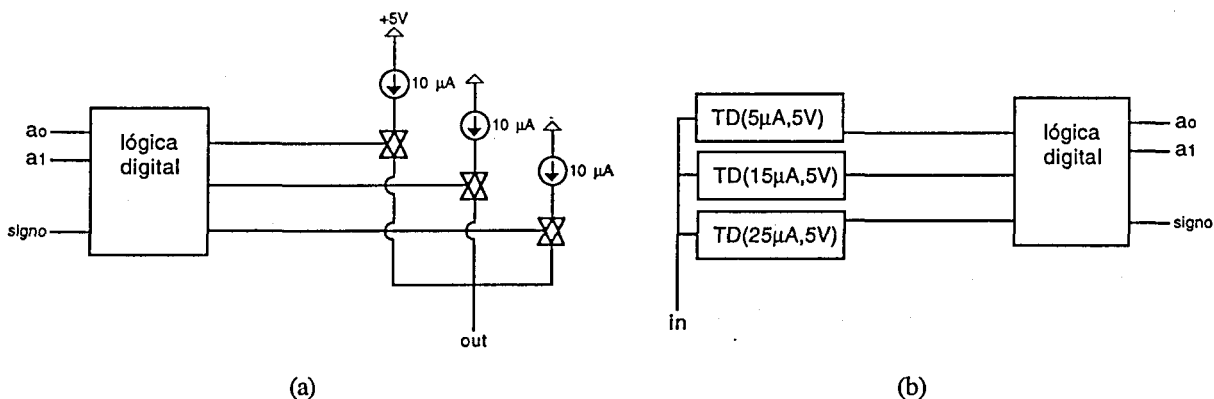 +5V
10 µA
10 µA
10 µA
a0
a1
signo
lógica
digital
out
(a)
TD(5µA,5V)
TD(15µA,5V)
TD(25µA,5V)
in
lógica
digital
a0
a1
signo
(b)